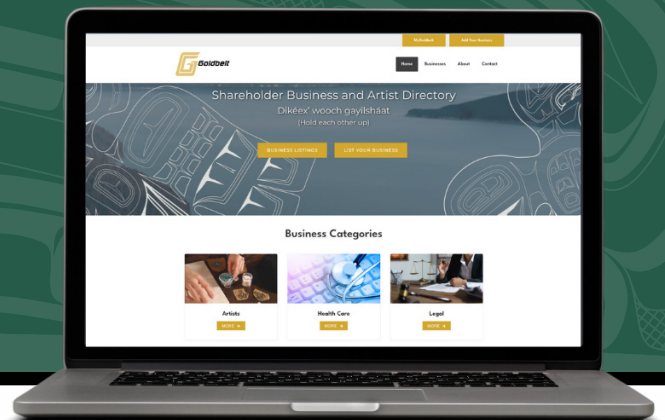 MyGoldbelt Add Your Business
Goldbelt
Home Businesses About Contact
Shareholder Business and Artist Directory
Dikéex' wooch gayilsháat
(Hold each other up)
BUSINESS LISTINGS LIST YOUR BUSINESS
Business Categories
Artists Health Care Legal
MORE MORE MORE